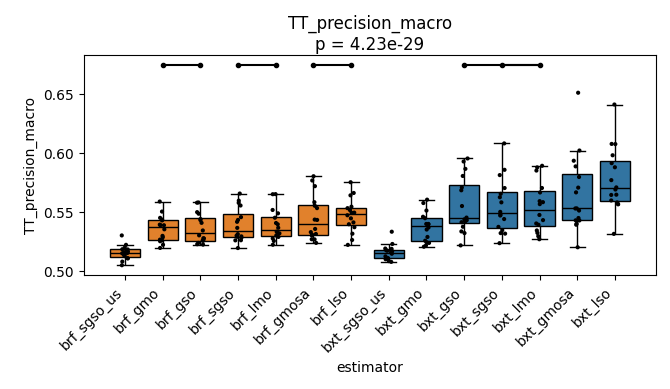 TT_precision_macro
p = 4.23e-29
TT_precision_macro
0.65
0.60
0.55
0.50
brf_sgso_us
brf_gmo
brf_gso
brf_sgso
brf_lmo
brf_gmosa
brf_lso
bxt_sgso_us
bxt_gmo
bxt_gso
bxt_sgso
bxt_lmo
bxt_gmosa
bxt_lso
estimator